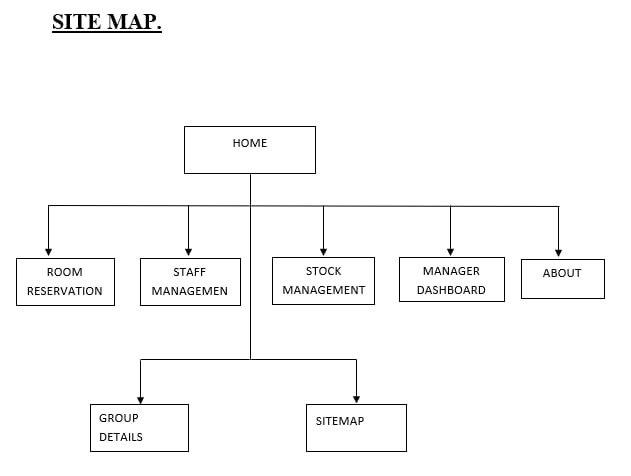 SITE MAP.
HOME
ROOM
RESERVATION
STAFF
MANAGEMEN
STOCK
MANAGEMENT
MANAGER
DASHBOARD
ABOUT
GROUP
DETAILS
SITEMAP